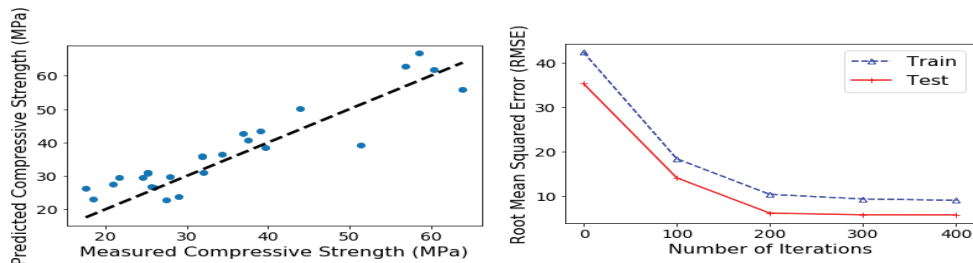 Predicted Compressive Strength (MPa)
60
50
40
30
20
20 30 40 50 60
Measured Compressive Strength (MPa)
Root Mean Squared Error (RMSE)
40
30
20
10
Train
Test
0 100 200 300 400
Number of Iterations